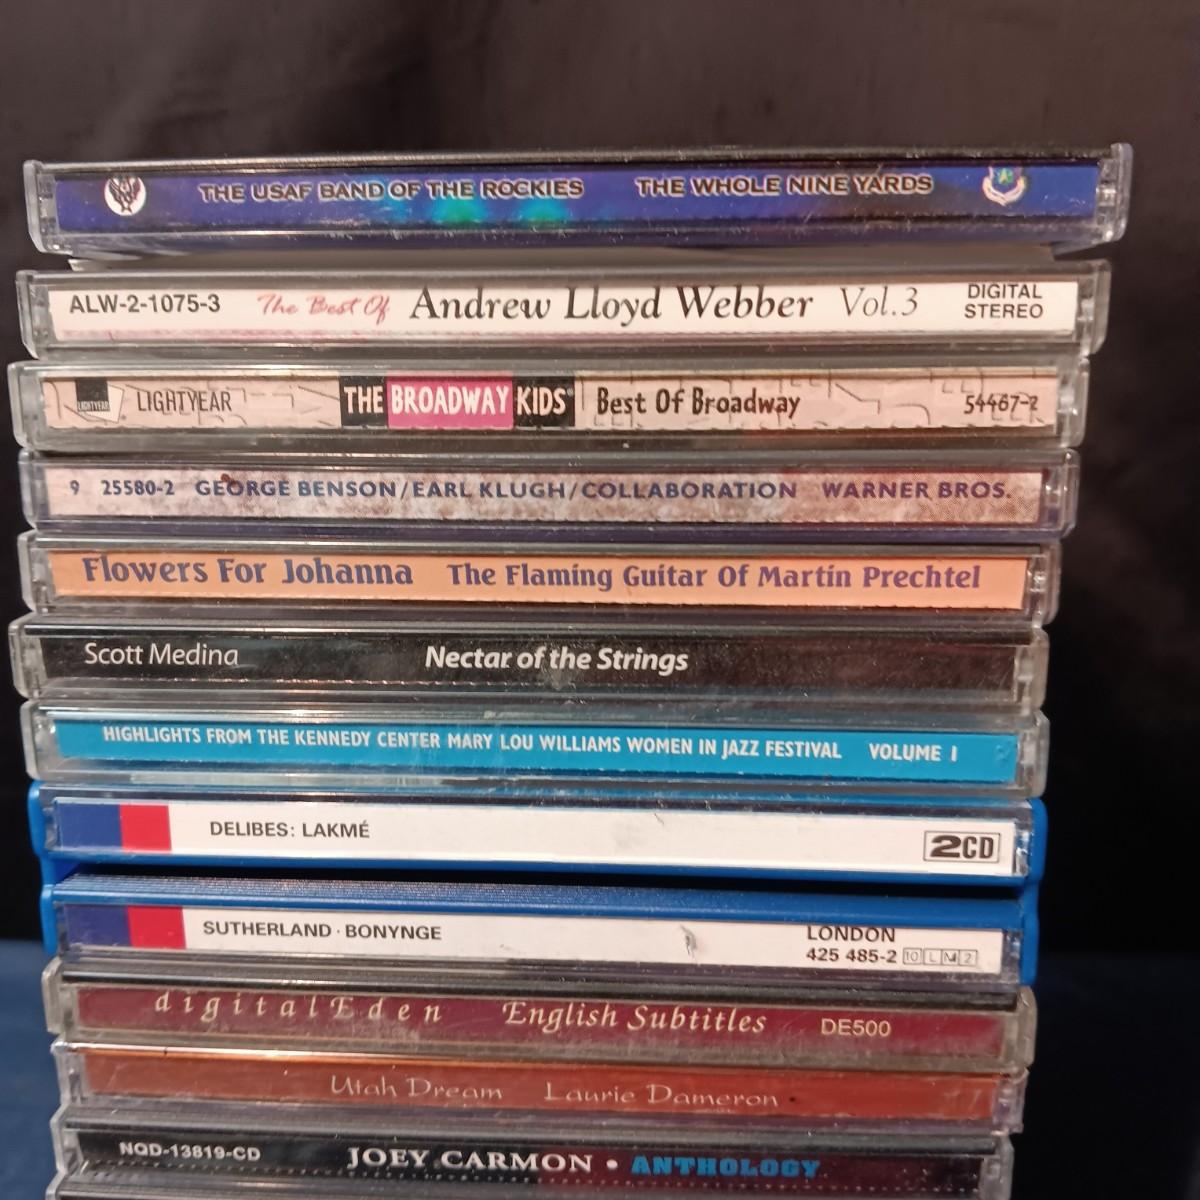 THE USAF BAND OF THE ROCKIES THE WHOLE NINE YARDS
ALW-2-1075-3 The Best Of Andrew Lloyd Webber Vol.3 DIGITAL STEREO
LIGHTYEAR LIGHTYEAR THE BROADWAY KIDS Best Of Broadway 54467-2
9 25580-2 GEORGE BENSON/EARL KLUGH/COLLABORATION WARNER BROS.
Flowers For Johanna The Flaming Guitar Of Martin Prechtel
Scott Medina Nectar of the Strings
HIGHLIGHTS FROM THE KENNEDY CENTER MARY LOU WILLIAMS WOMEN IN JAZZ FESTIVAL VOLUME 1
DELIBES: LAKMÉ 2CD
SUTHERLAND · BONYNGE LONDON
425 485-2 10 L M 2
digitalEden English Subtitles DE500
Utah Dream Laurie Dameron
NQD-13819-CD JOEY CARMON • ANTHOLOGY